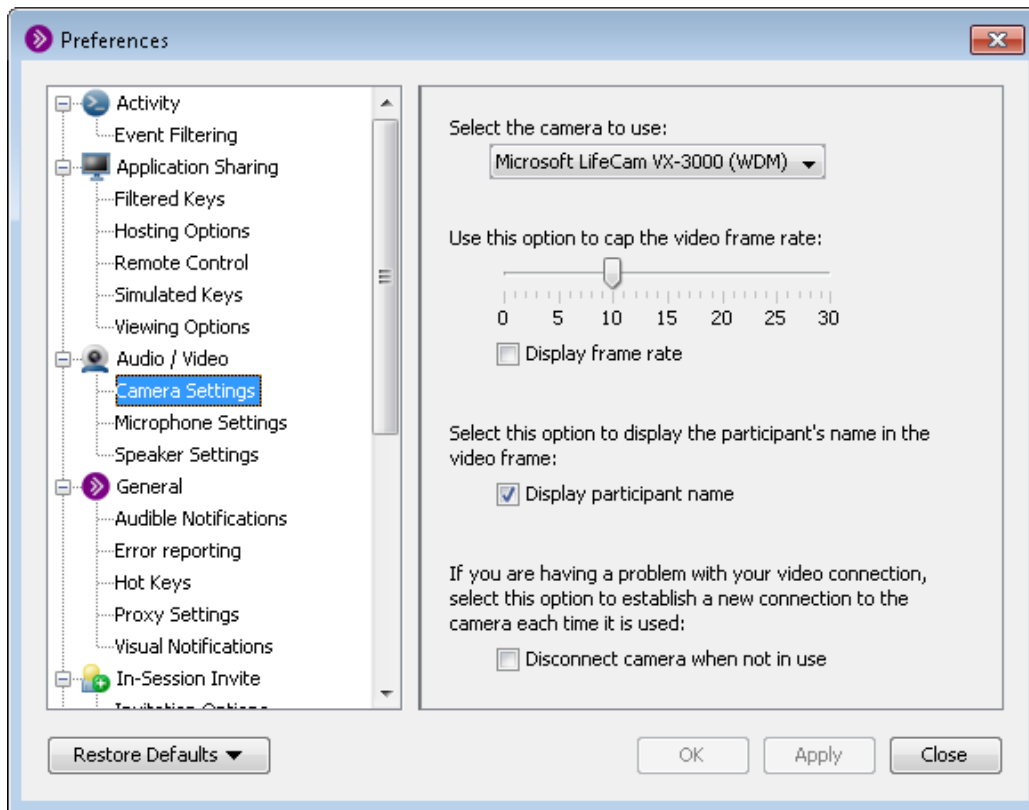 Preferences
Activity
Event Filtering
Application Sharing
Filtered Keys
Hosting Options
Remote Control
Simulated Keys
Viewing Options
Audio / Video
Camera Settings
Microphone Settings
Speaker Settings
General
Audible Notifications
Error reporting
Hot Keys
Proxy Settings
Visual Notifications
In-Session Invite
Invitation Options
Select the camera to use:
Microsoft LifeCam VX-3000 (WDM)
Use this option to cap the video frame rate:
0 5 10 15 20 25 30
Display frame rate
Select this option to display the participant's name in the
video frame:
Display participant name
If you are having a problem with your video connection,
select this option to establish a new connection to the
camera each time it is used:
Disconnect camera when not in use
Restore Defaults
OK
Apply
Close